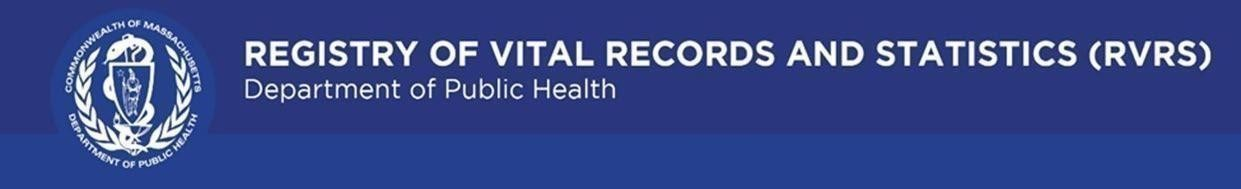 COMMONWEALTH OF MASSACHUSETTS
DEPARTMENT OF PUBLIC HEALTH
REGISTRY OF VITAL RECORDS AND STATISTICS (RVRS)
Department of Public Health